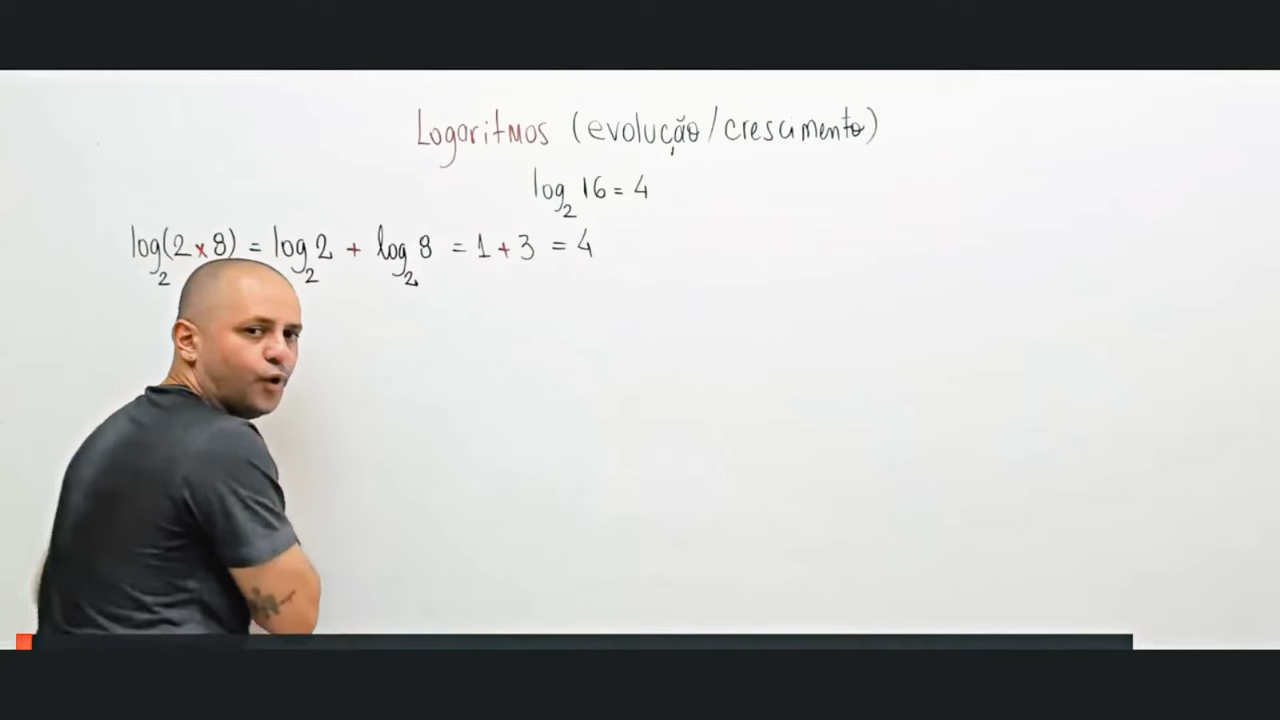 Logaritmos (evolução/crescimento)
log₂ 16 = 4
log₂(2 x 8) = log₂ 2 + log₂ 8 = 1 + 3 = 4